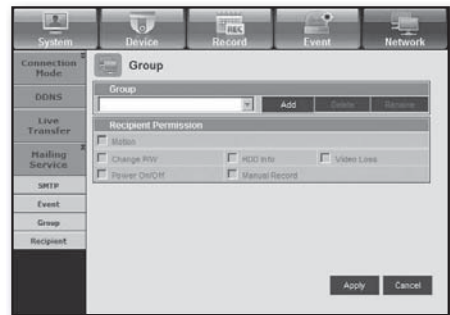 System Device Record Event Network
REC
Connection Mode
DDNS
Live Transfer
Mailing Service
SMTP
Event
Group
Recipient
Group
Group
Add Delete Rename
Recipient Permission
Motion
Change P/W HDD Info Video Loss
Power On/Off Manual Record
Apply Cancel